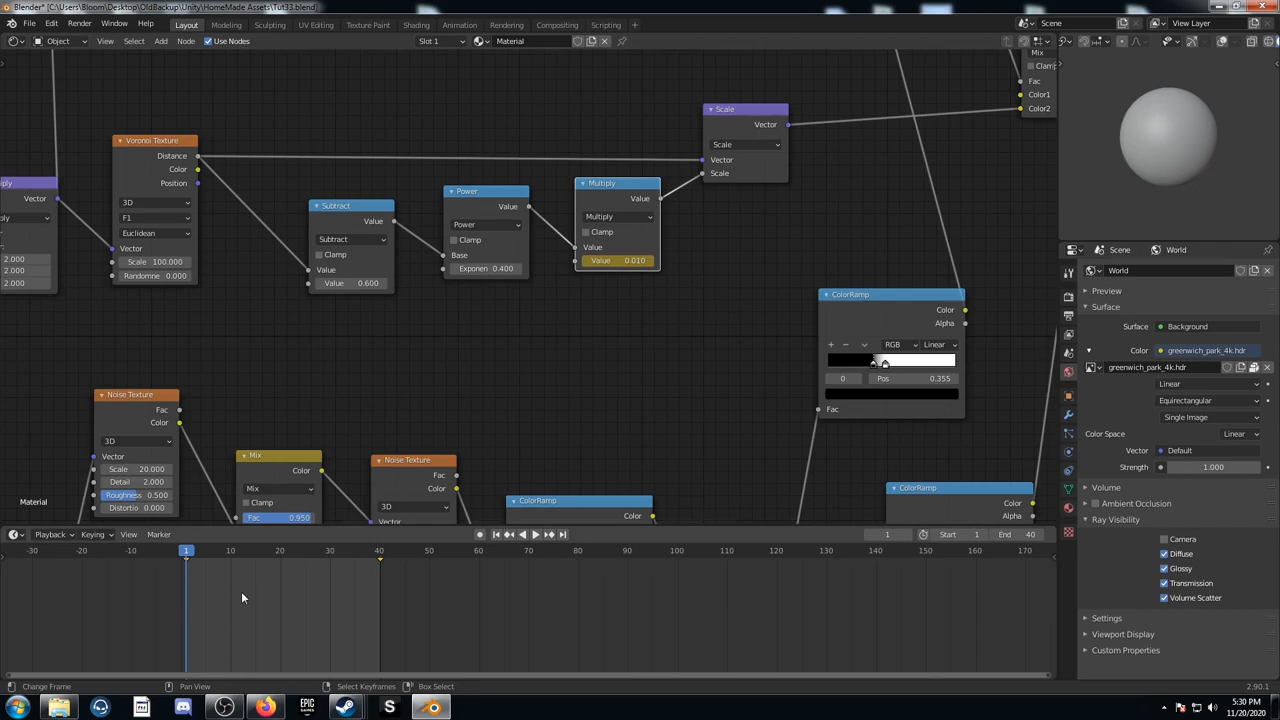 Blender* [C:\Users\Bloom\Desktop\OldBackup\Unity\HomeMade Assets\Tut33.blend]
File Edit Render Window Help Layout Modeling Sculpting UV Editing Texture Paint Shading Animation Rendering Compositing Scripting + Scene View Layer
Object View Select Add Node Use Nodes Slot 1 Material
Mix
Clamp
Fac
Color1
Color2
Scale
Vector
Scale
Vector
Scale
Voronoi Texture
Distance
Color
Position
3D
F1
Euclidean
Vector
Scale 100.000
Randomne 0.000
Vector
2.000
2.000
2.000
Subtract
Value
Subtract
Clamp
Value
Value 0.600
Power
Value
Power
Clamp
Base
Exponen 0.400
Multiply
Value
Multiply
Clamp
Value
Value 0.010
ColorRamp
Color
Alpha
+ − RGB Linear
0 Pos 0.355
Fac
Noise Texture
Fac
Color
3D
Vector
Scale 20.000
Detail 2.000
Roughness 0.500
Distortio 0.000
Mix
Color
Mix
Clamp
Fac 0.950
Noise Texture
Fac
Color
3D
Vector
ColorRamp
Color
ColorRamp
Color
Alpha
Material
Scene World
World
Preview
Surface
Surface Background
Color greenwich_park_4k.hdr
greenwich_park_4k.hdr
Linear
Equirectangular
Single Image
Color Space Linear
Vector Default
Strength 1.000
Volume
Ambient Occlusion
Ray Visibility
Camera
Diffuse
Glossy
Transmission
Volume Scatter
Settings
Viewport Display
Custom Properties
Playback Keying View Marker 1 Start 1 End 40
-30 -20 -10 1 10 20 30 40 50 60 70 80 90 100 110 120 130 140 150 160 170
Change Frame Pan View Select Keyframes Box Select 2.90.1
EPIC GAMES
S
5:30 PM
11/20/2020